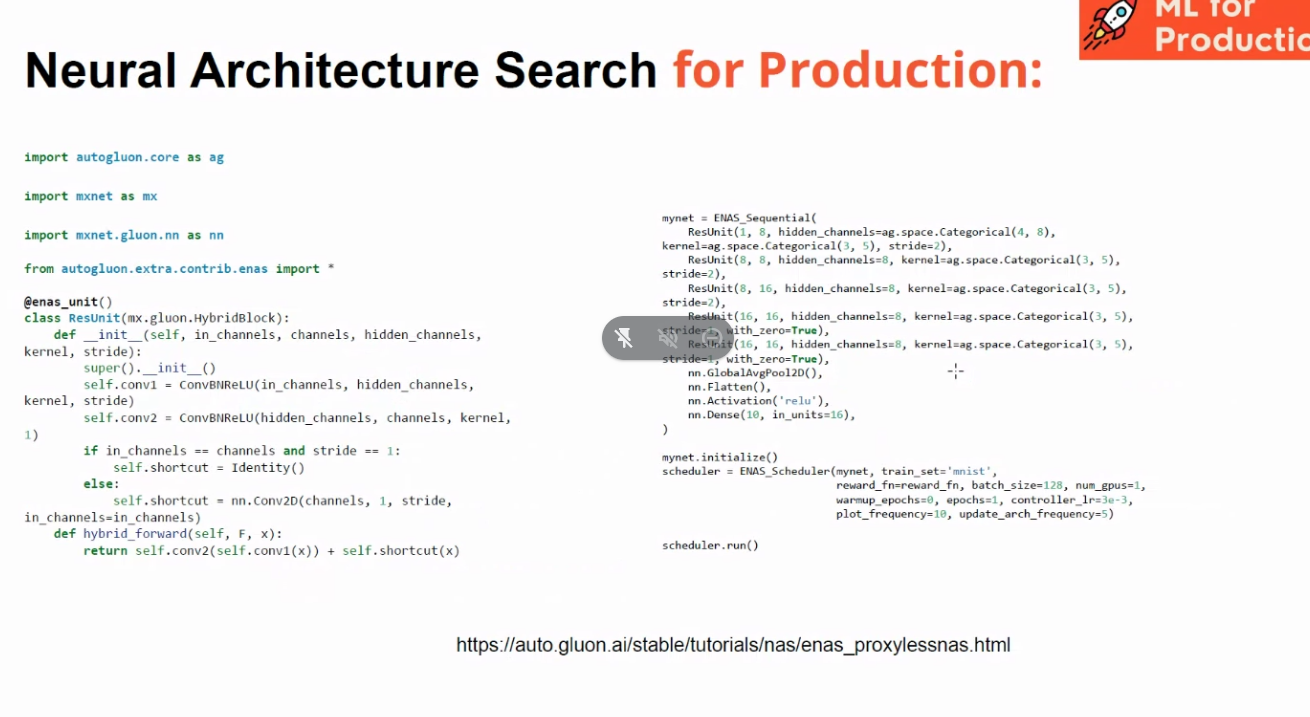 ML for
Productio
Neural Architecture Search for Production:
import autogluon.core as ag
import mxnet as mx
import mxnet.gluon.nn as nn
from autogluon.extra.contrib.enas import *
@enas_unit()
class ResUnit(mx.gluon.HybridBlock):
    def __init__(self, in_channels, channels, hidden_channels,
kernel, stride):
        super().__init__()
        self.conv1 = ConvBNReLU(in_channels, hidden_channels,
kernel, stride)
        self.conv2 = ConvBNReLU(hidden_channels, channels, kernel,
1)
        if in_channels == channels and stride == 1:
            self.shortcut = Identity()
        else:
            self.shortcut = nn.Conv2D(channels, 1, stride,
in_channels=in_channels)
    def hybrid_forward(self, F, x):
        return self.conv2(self.conv1(x)) + self.shortcut(x)
mynet = ENAS_Sequential(
    ResUnit(1, 8, hidden_channels=ag.space.Categorical(4, 8),
kernel=ag.space.Categorical(3, 5), stride=2),
    ResUnit(8, 8, hidden_channels=8, kernel=ag.space.Categorical(3, 5),
stride=2),
    ResUnit(8, 16, hidden_channels=8, kernel=ag.space.Categorical(3, 5),
stride=2),
    ResUnit(16, 16, hidden_channels=8, kernel=ag.space.Categorical(3, 5),
stride=1, with_zero=True),
    ResUnit(16, 16, hidden_channels=8, kernel=ag.space.Categorical(3, 5),
stride=1, with_zero=True),
    nn.GlobalAvgPool2D(),
    nn.Flatten(),
    nn.Activation('relu'),
    nn.Dense(10, in_units=16),
)
mynet.initialize()
scheduler = ENAS_Scheduler(mynet, train_set='mnist',
                           reward_fn=reward_fn, batch_size=128, num_gpus=1,
                           warmup_epochs=0, epochs=1, controller_lr=3e-3,
                           plot_frequency=10, update_arch_frequency=5)
scheduler.run()
https://auto.gluon.ai/stable/tutorials/nas/enas_proxylessnas.html